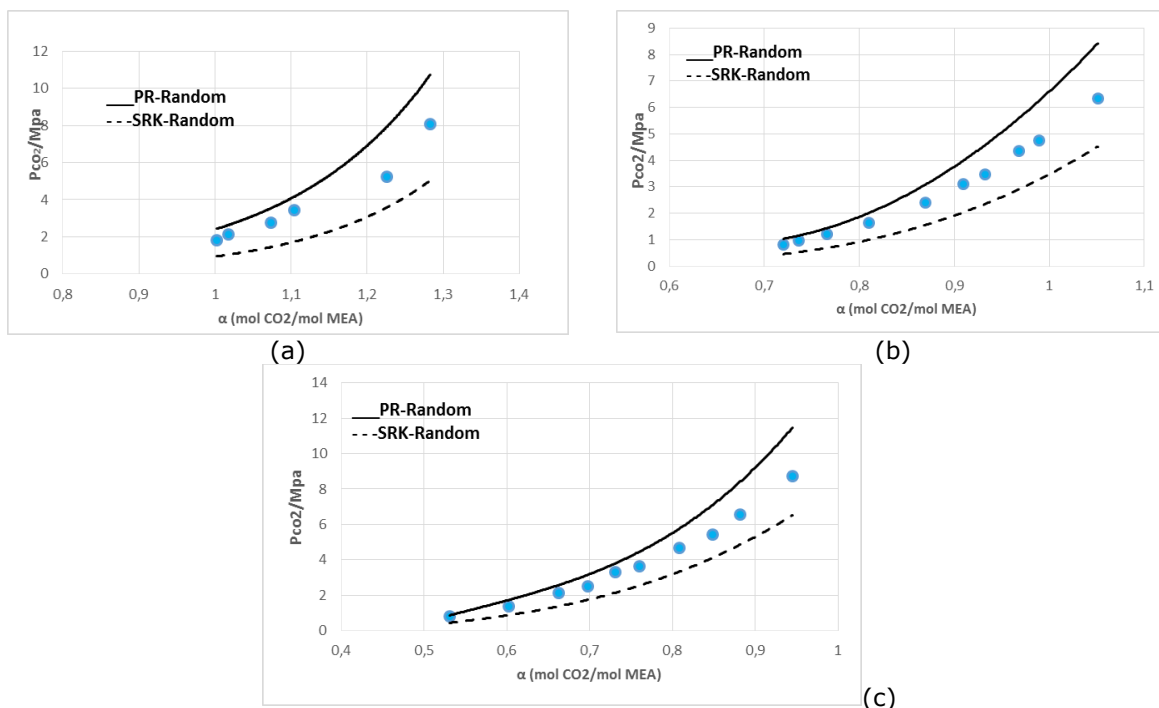 12
10
8
6
4
2
0
PR-Random
SRK-Random
Pco₂/Mpa
0,8 0,9 1 1,1 1,2 1,3 1,4
α (mol CO2/mol MEA)
(a)
9
8
7
6
5
4
3
2
1
0
PR-Random
SRK-Random
Pco2/Mpa
0,6 0,7 0,8 0,9 1 1,1
α (mol CO2/mol MEA)
(b)
14
12
10
8
6
4
2
0
PR-Random
SRK-Random
Pco2/Mpa
0,4 0,5 0,6 0,7 0,8 0,9 1
α (mol CO2/mol MEA)
(c)